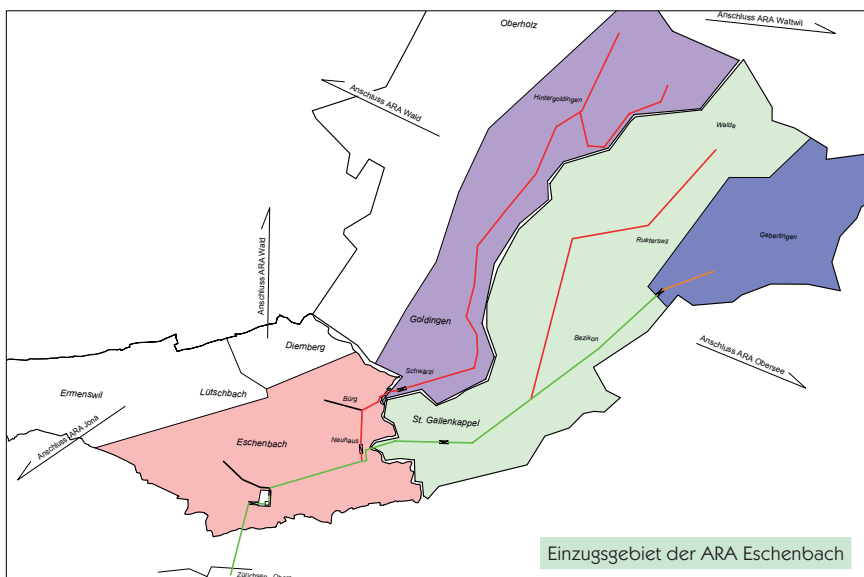 Oberholz
Anschluss ARA Wattwil
Anschluss ARA Wald
Hintergoldingen
Walde
Anschluss ARA Wald
Rueterswil
Gebertingen
Goldingen
Diemberg
Bezikon
Anschluss ARA Obersee
Schwärzi
Ermenswil
Lütschbach
Bürg
St. Gallenkappel
Anschluss ARA Jona
Eschenbach
Neuhaus
Einzugsgebiet der ARA Eschenbach